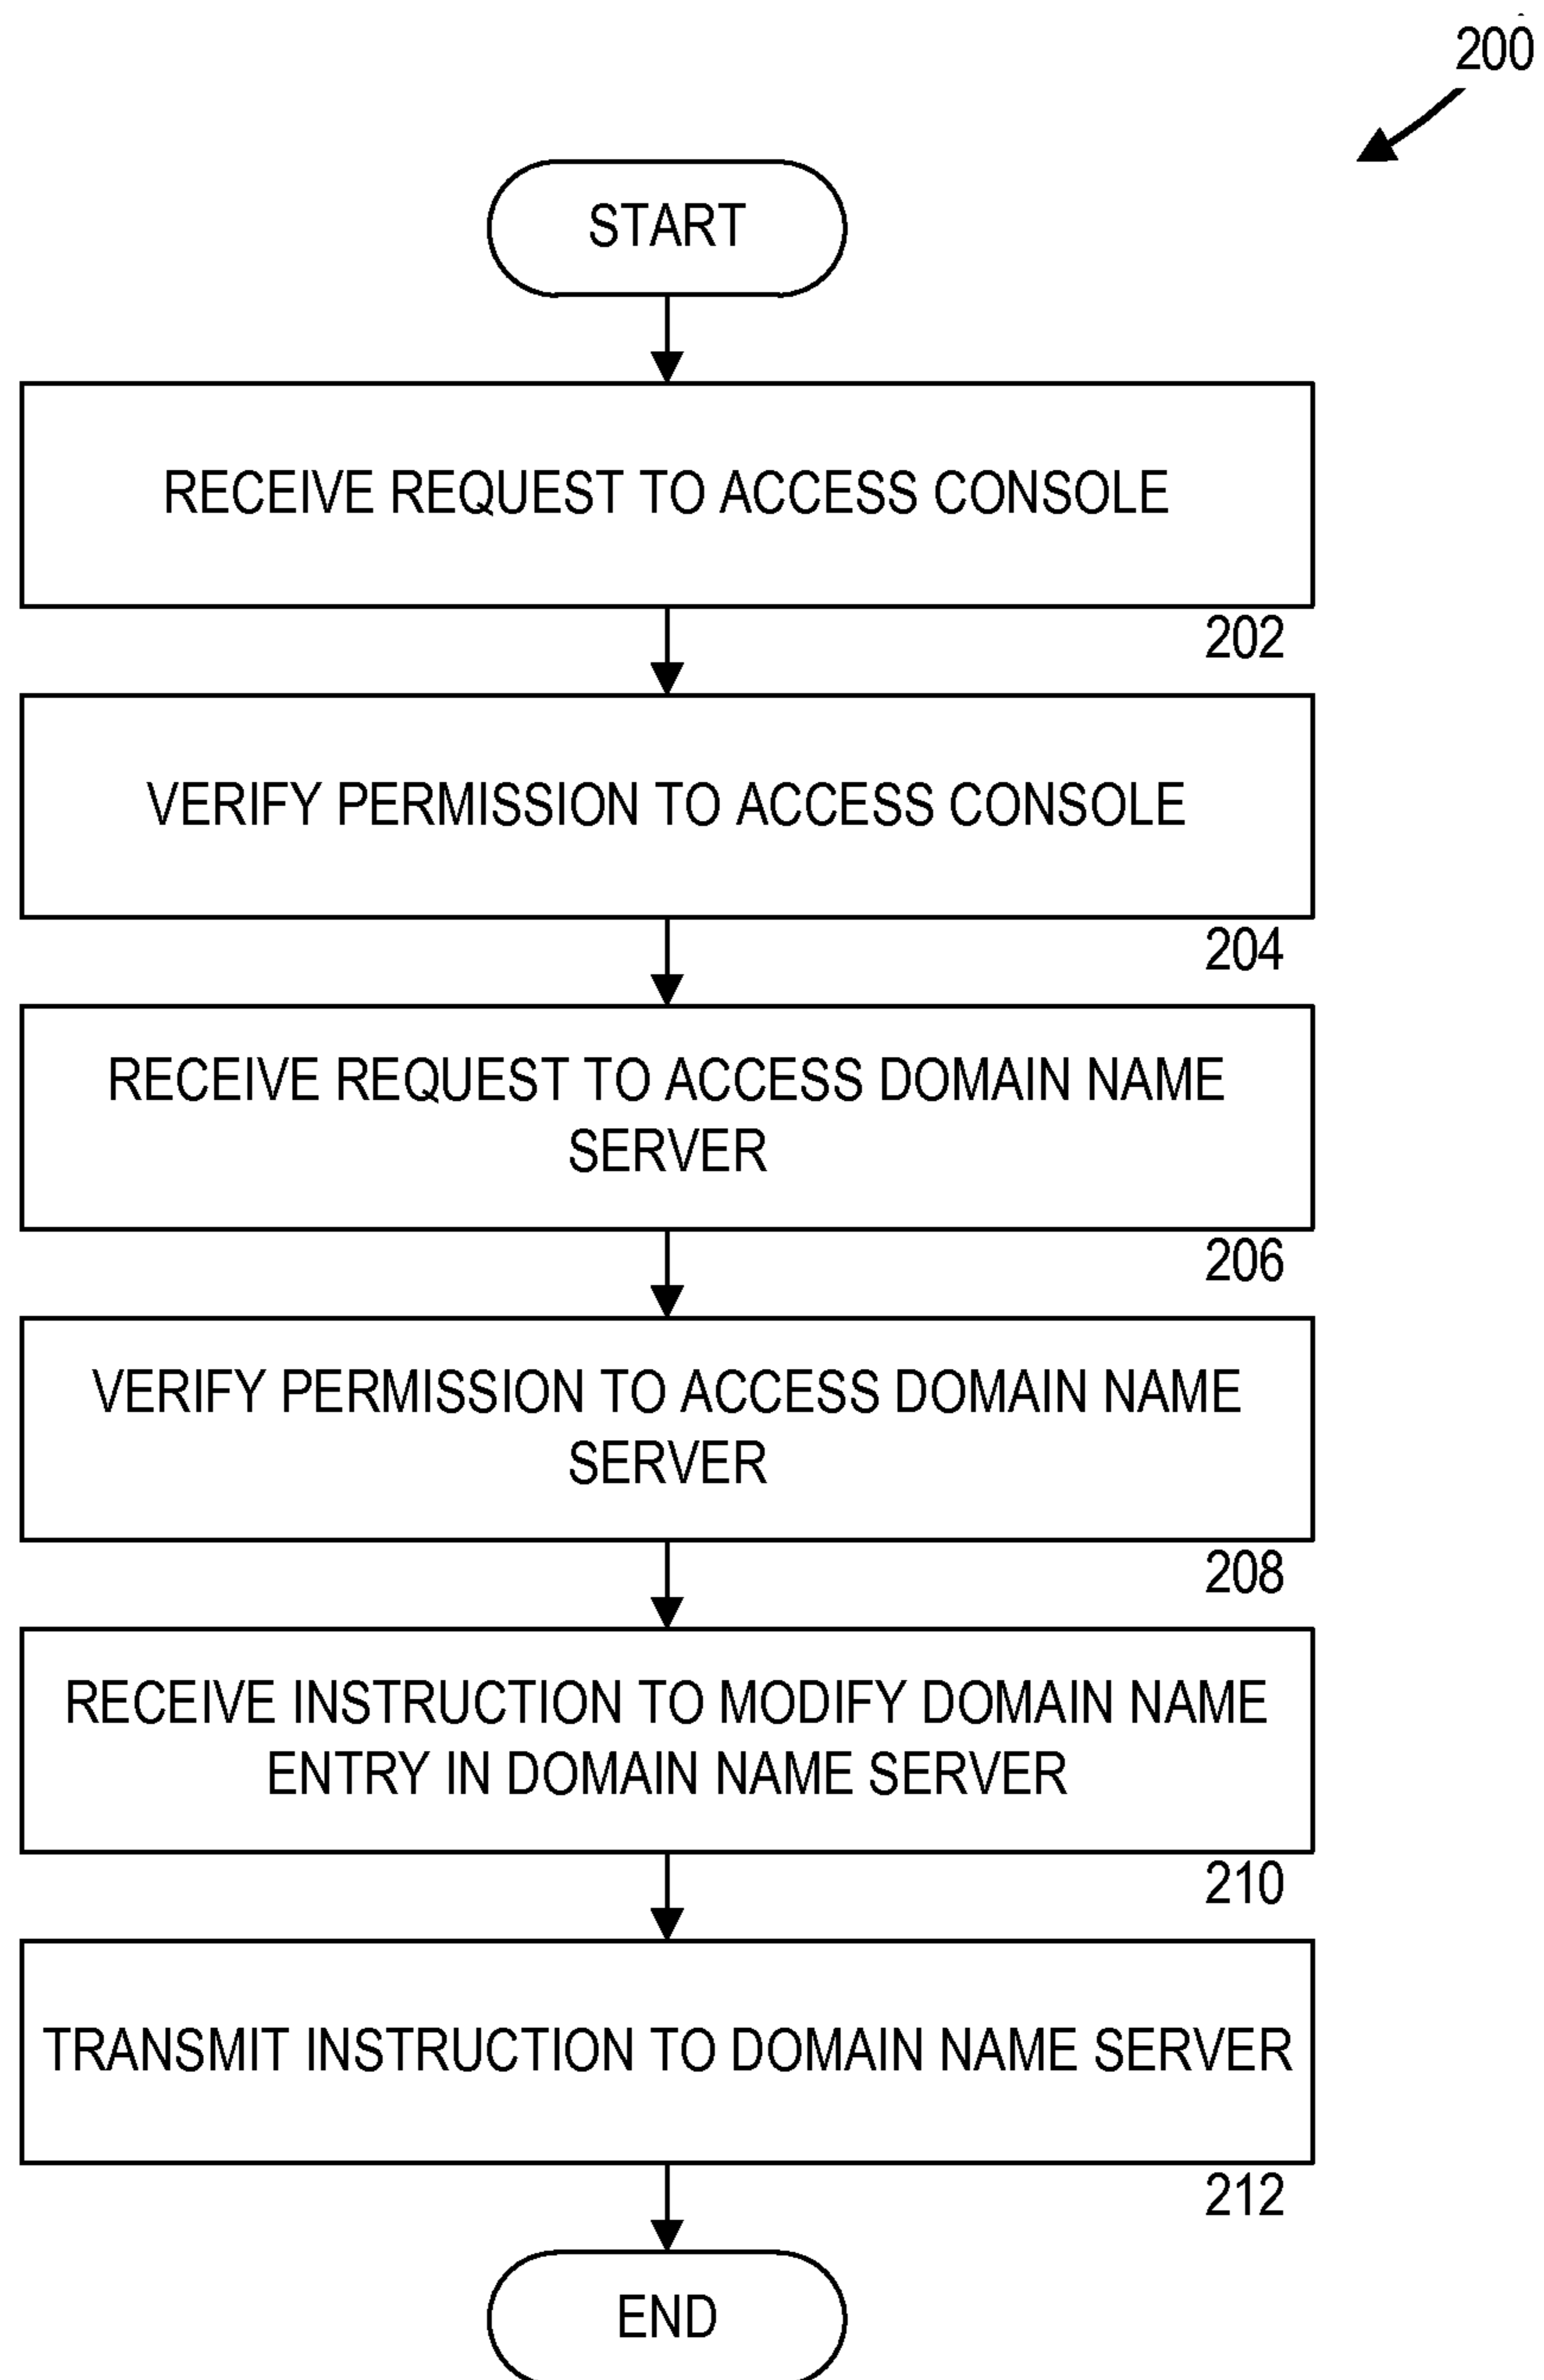 200
START
RECEIVE REQUEST TO ACCESS CONSOLE
202
VERIFY PERMISSION TO ACCESS CONSOLE
204
RECEIVE REQUEST TO ACCESS DOMAIN NAME
SERVER
206
VERIFY PERMISSION TO ACCESS DOMAIN NAME
SERVER
208
RECEIVE INSTRUCTION TO MODIFY DOMAIN NAME
ENTRY IN DOMAIN NAME SERVER
210
TRANSMIT INSTRUCTION TO DOMAIN NAME SERVER
212
END